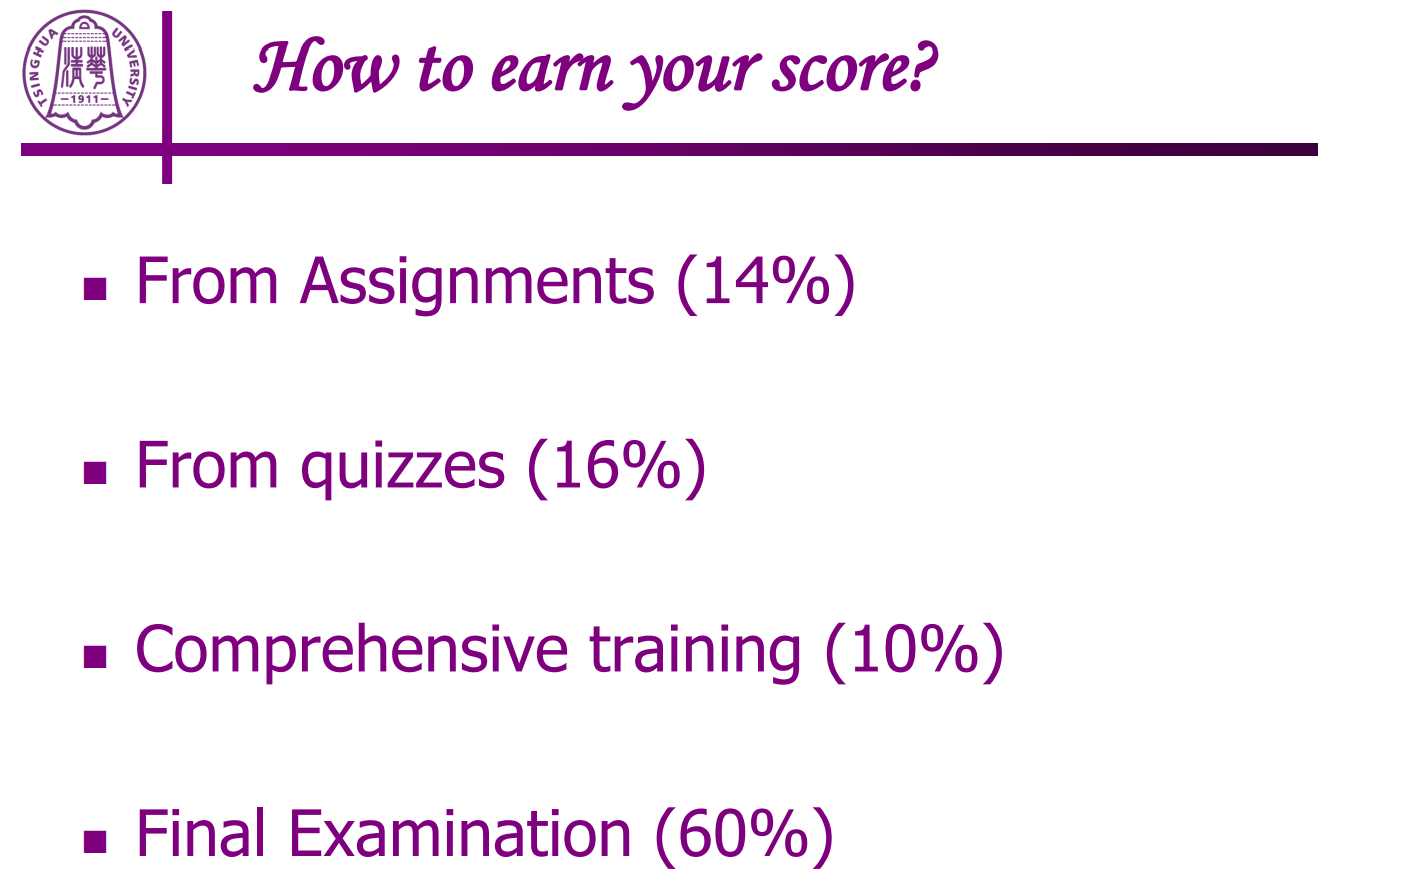 TSINGHUA UNIVERSITY
清華
-1911-
How to earn your score?
From Assignments (14%)
From quizzes (16%)
Comprehensive training (10%)
Final Examination (60%)